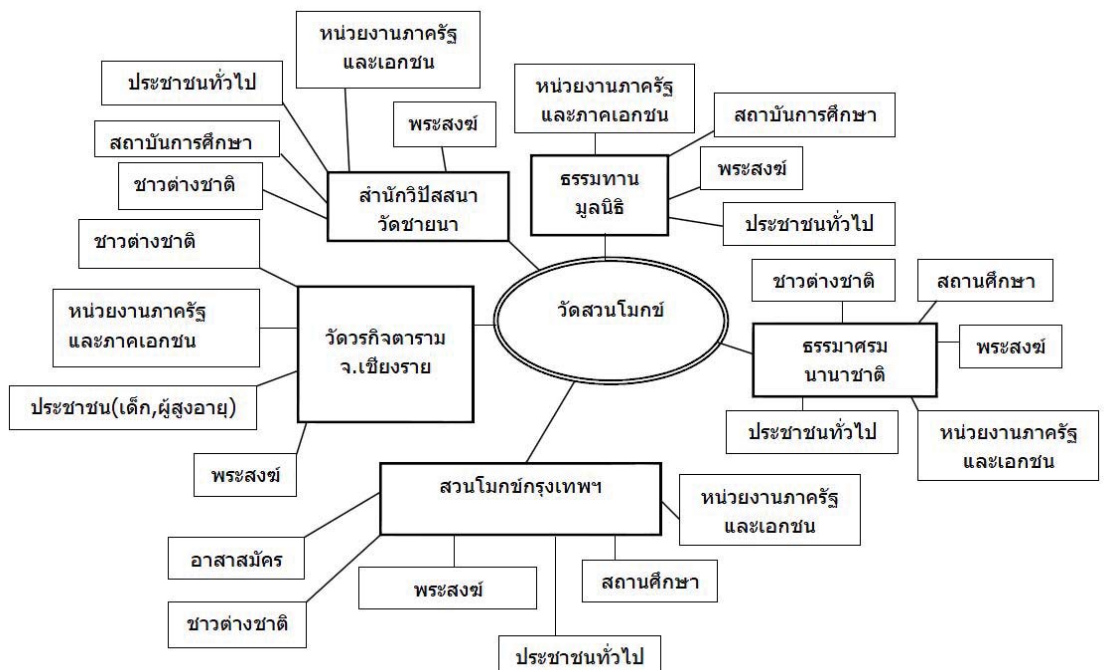 หน่วยงานภาครัฐ
และเอกชน
ประชาชนทั่วไป
พระสงฆ์
สถาบันการศึกษา
ชาวต่างชาติ
สำนักวิปัสสนา
วัดชายนา
หน่วยงานภาครัฐ
และภาคเอกชน
สถาบันการศึกษา
พระสงฆ์
ธรรมทาน
มูลนิธิ
ประชาชนทั่วไป
ชาวต่างชาติ
หน่วยงานภาครัฐ
และภาคเอกชน
วัดวรกิจตาราม
จ.เชียงราย
ประชาชน(เด็ก,ผู้สูงอายุ)
พระสงฆ์
วัดสวนโมกข์
ชาวต่างชาติ
สถานศึกษา
ธรรมาศรม
นานาชาติ
พระสงฆ์
ประชาชนทั่วไป
หน่วยงานภาครัฐ
และเอกชน
สวนโมกข์กรุงเทพฯ
หน่วยงานภาครัฐ
และเอกชน
อาสาสมัคร
ชาวต่างชาติ
พระสงฆ์
สถานศึกษา
ประชาชนทั่วไป